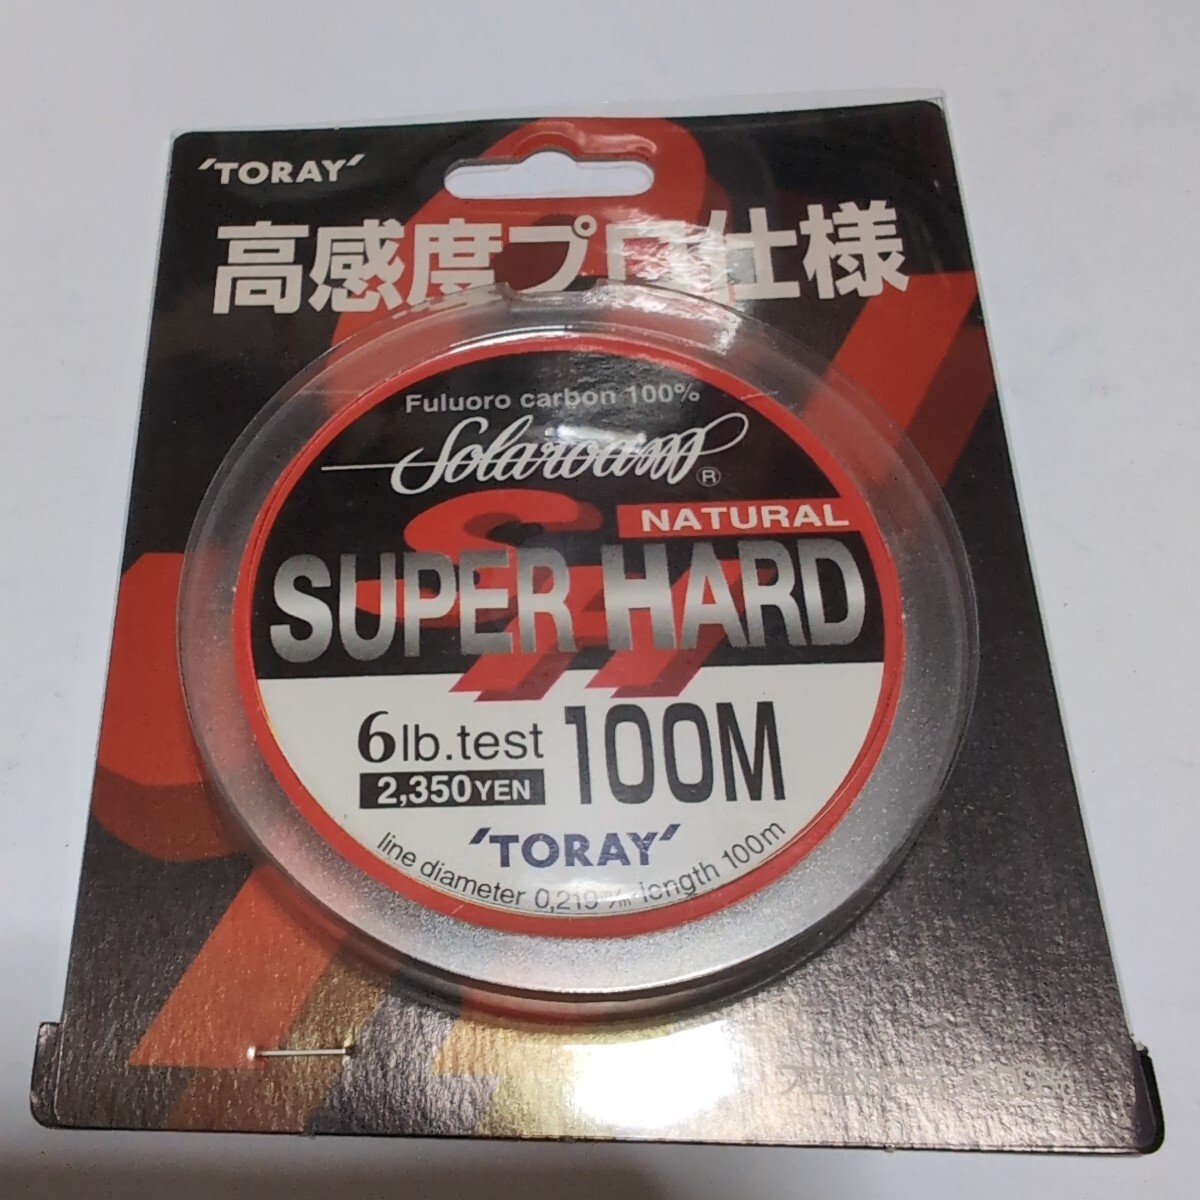 'TORAY'
高感度プロ仕様
Fuluoro carbon 100%
Solaroam®
NATURAL
SUPER HARD
6lb.test 100M
2,350YEN
'TORAY'
line diameter 0,219㎜ length 100m